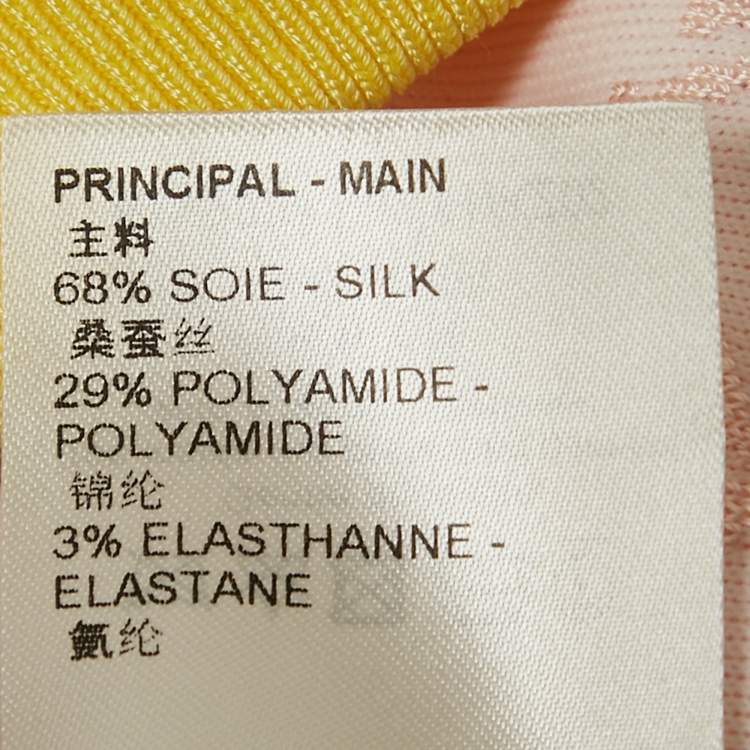 PRINCIPAL - MAIN
主料
68% SOIE - SILK
桑蚕丝
29% POLYAMIDE -
POLYAMIDE
锦纶
3% ELASTHANNE -
ELASTANE
氨纶